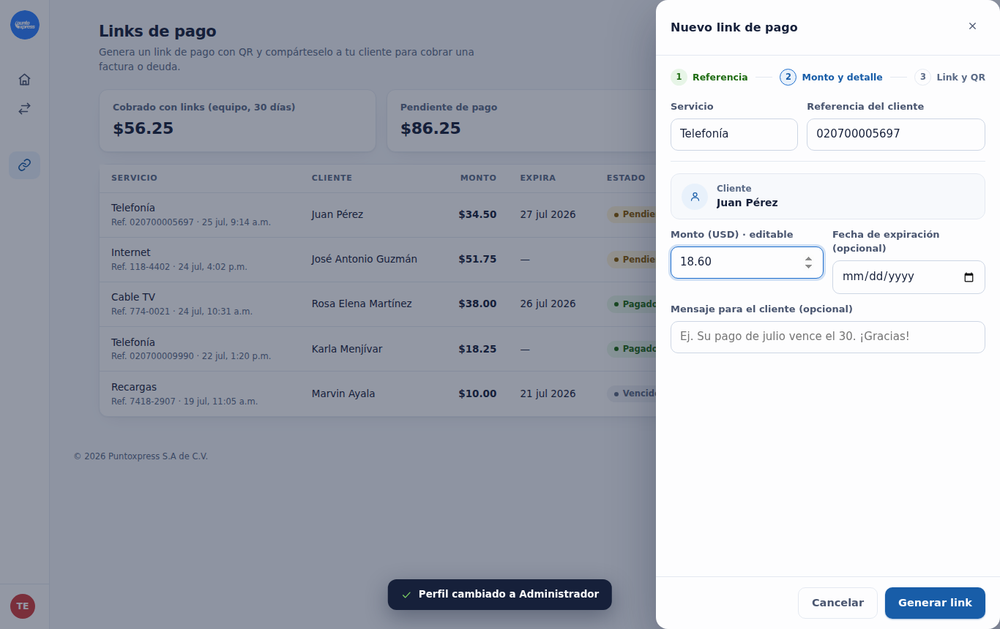 punto
xpress
Links de pago
Genera un link de pago con QR y compárteselo a tu cliente para cobrar una
factura o deuda.
Cobrado con links (equipo, 30 días)
$56.25
Pendiente de pago
$86.25
SERVICIO CLIENTE MONTO EXPIRA ESTADO
Telefonía
Ref. 020700005697 · 25 jul, 9:14 a.m.
Juan Pérez $34.50 27 jul 2026 Pendie
Internet
Ref. 118-4402 · 24 jul, 4:02 p.m.
José Antonio Guzmán $51.75 — Pendie
Cable TV
Ref. 774-0021 · 24 jul, 10:31 a.m.
Rosa Elena Martínez $38.00 26 jul 2026 Pagado
Telefonía
Ref. 020700009990 · 22 jul, 1:20 p.m.
Karla Menjívar $18.25 — Pagado
Recargas
Ref. 7418-2907 · 19 jul, 11:05 a.m.
Marvin Ayala $10.00 21 jul 2026 Vencido
© 2026 Puntoxpress S.A de C.V.
TE
Perfil cambiado a Administrador
Nuevo link de pago
1 Referencia 2 Monto y detalle 3 Link y QR
Servicio Referencia del cliente
Telefonía 020700005697
Cliente
Juan Pérez
Monto (USD) · editable
18.60
Fecha de expiración
(opcional)
mm/dd/yyyy
Mensaje para el cliente (opcional)
Ej. Su pago de julio vence el 30. ¡Gracias!
Cancelar Generar link